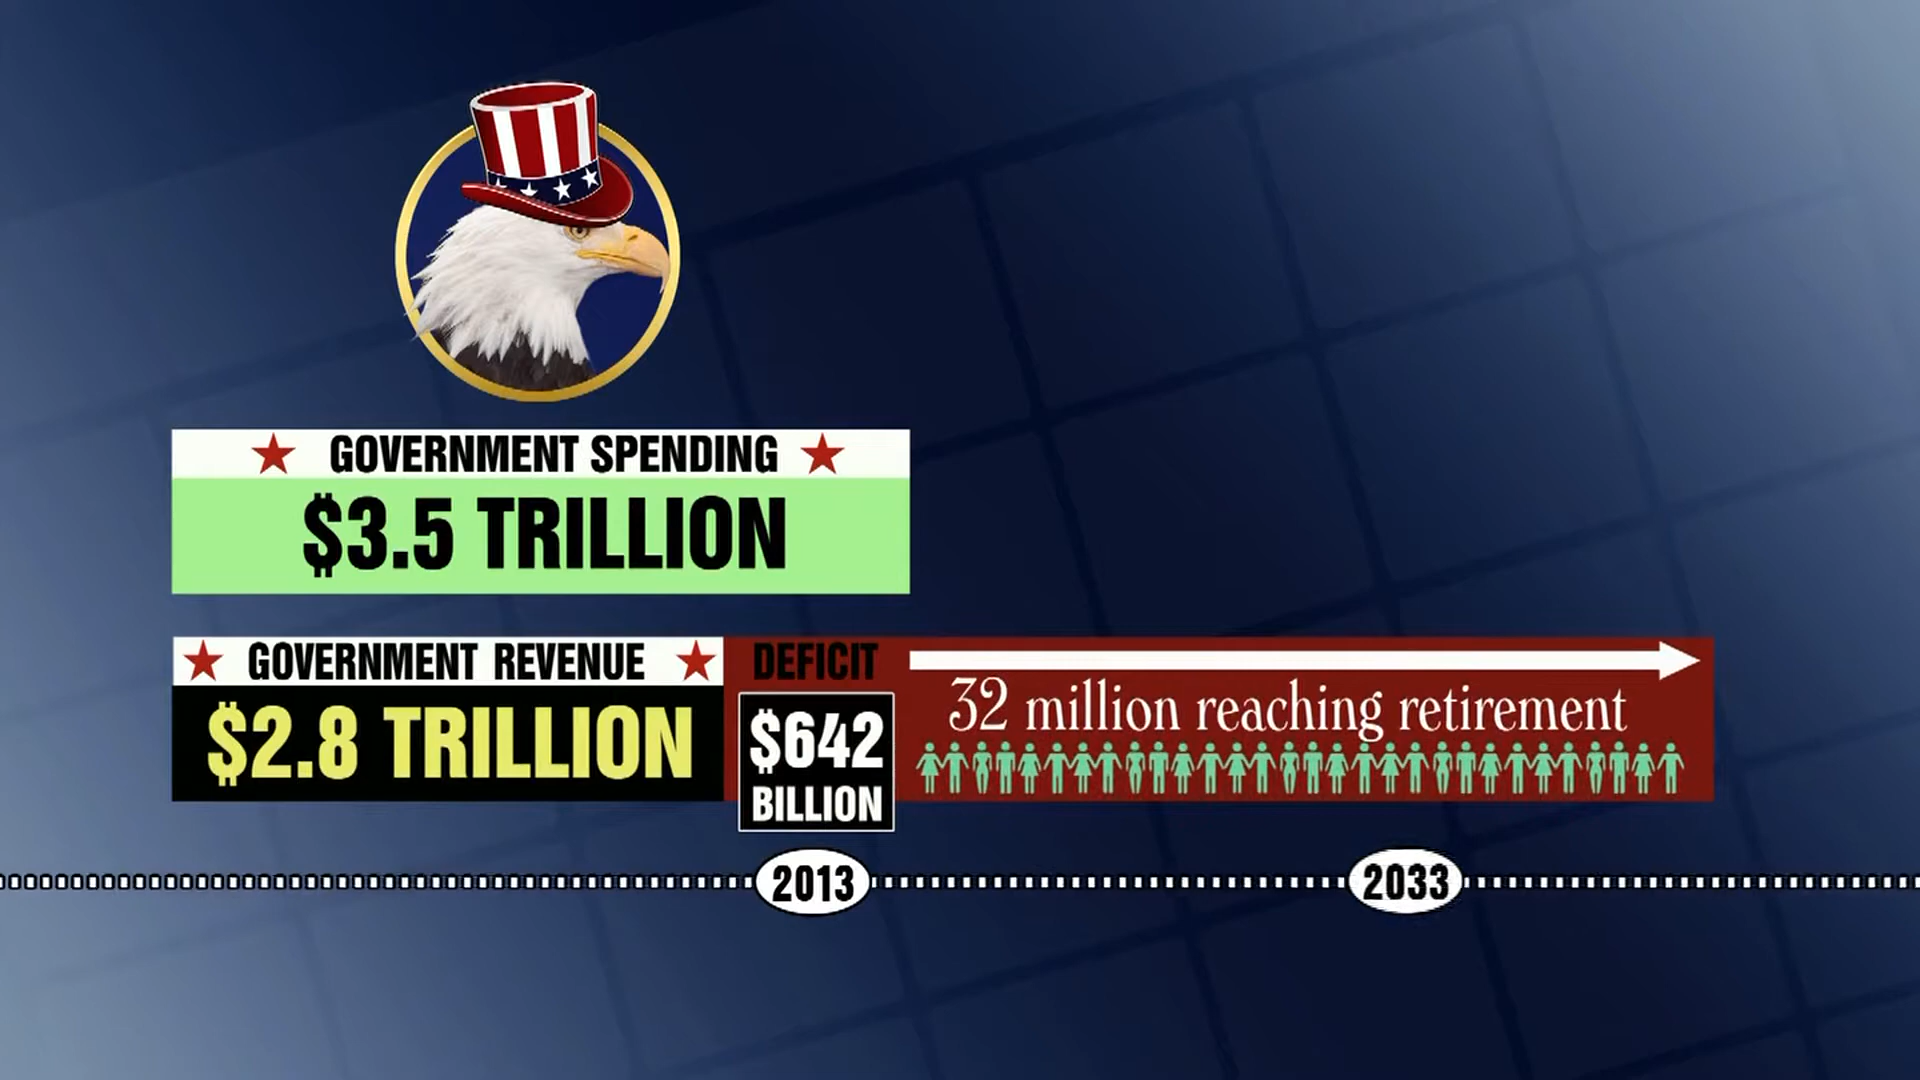 GOVERNMENT SPENDING
$3.5 TRILLION
GOVERNMENT REVENUE
$2.8 TRILLION
DEFICIT
$642
BILLION
32 million reaching retirement
2013
2033